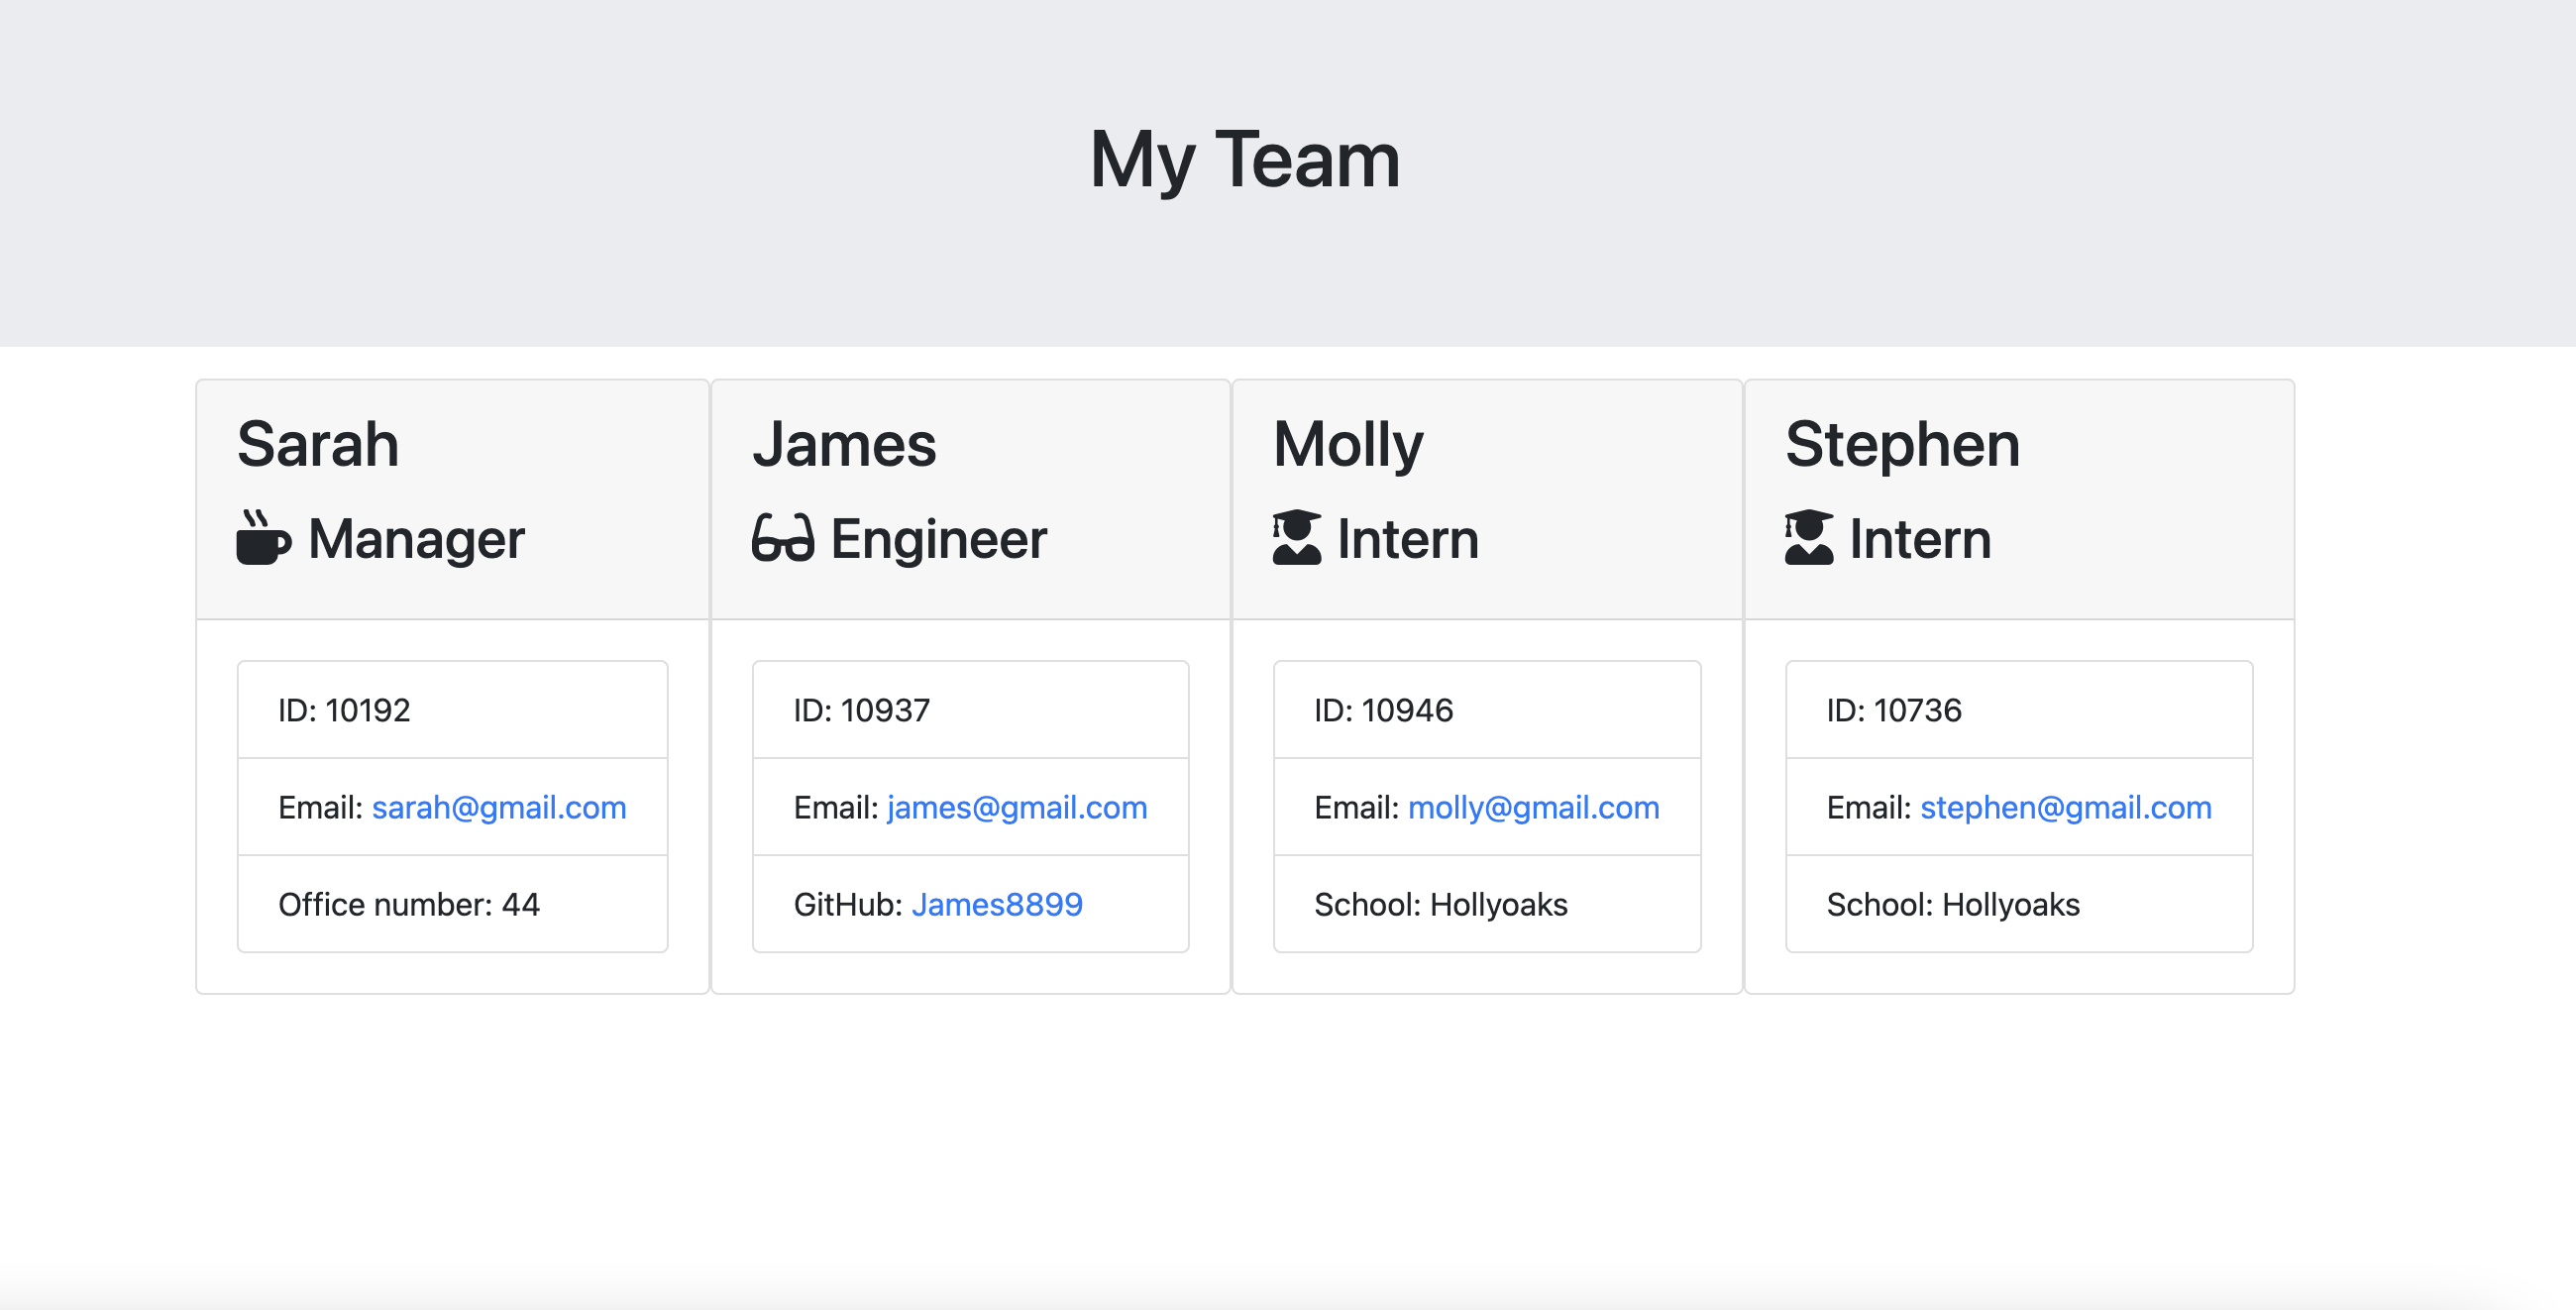 My Team
Sarah
Manager
ID: 10192
Email: sarah@gmail.com
Office number: 44
James
Engineer
ID: 10937
Email: james@gmail.com
GitHub: James8899
Molly
Intern
ID: 10946
Email: molly@gmail.com
School: Hollyoaks
Stephen
Intern
ID: 10736
Email: stephen@gmail.com
School: Hollyoaks